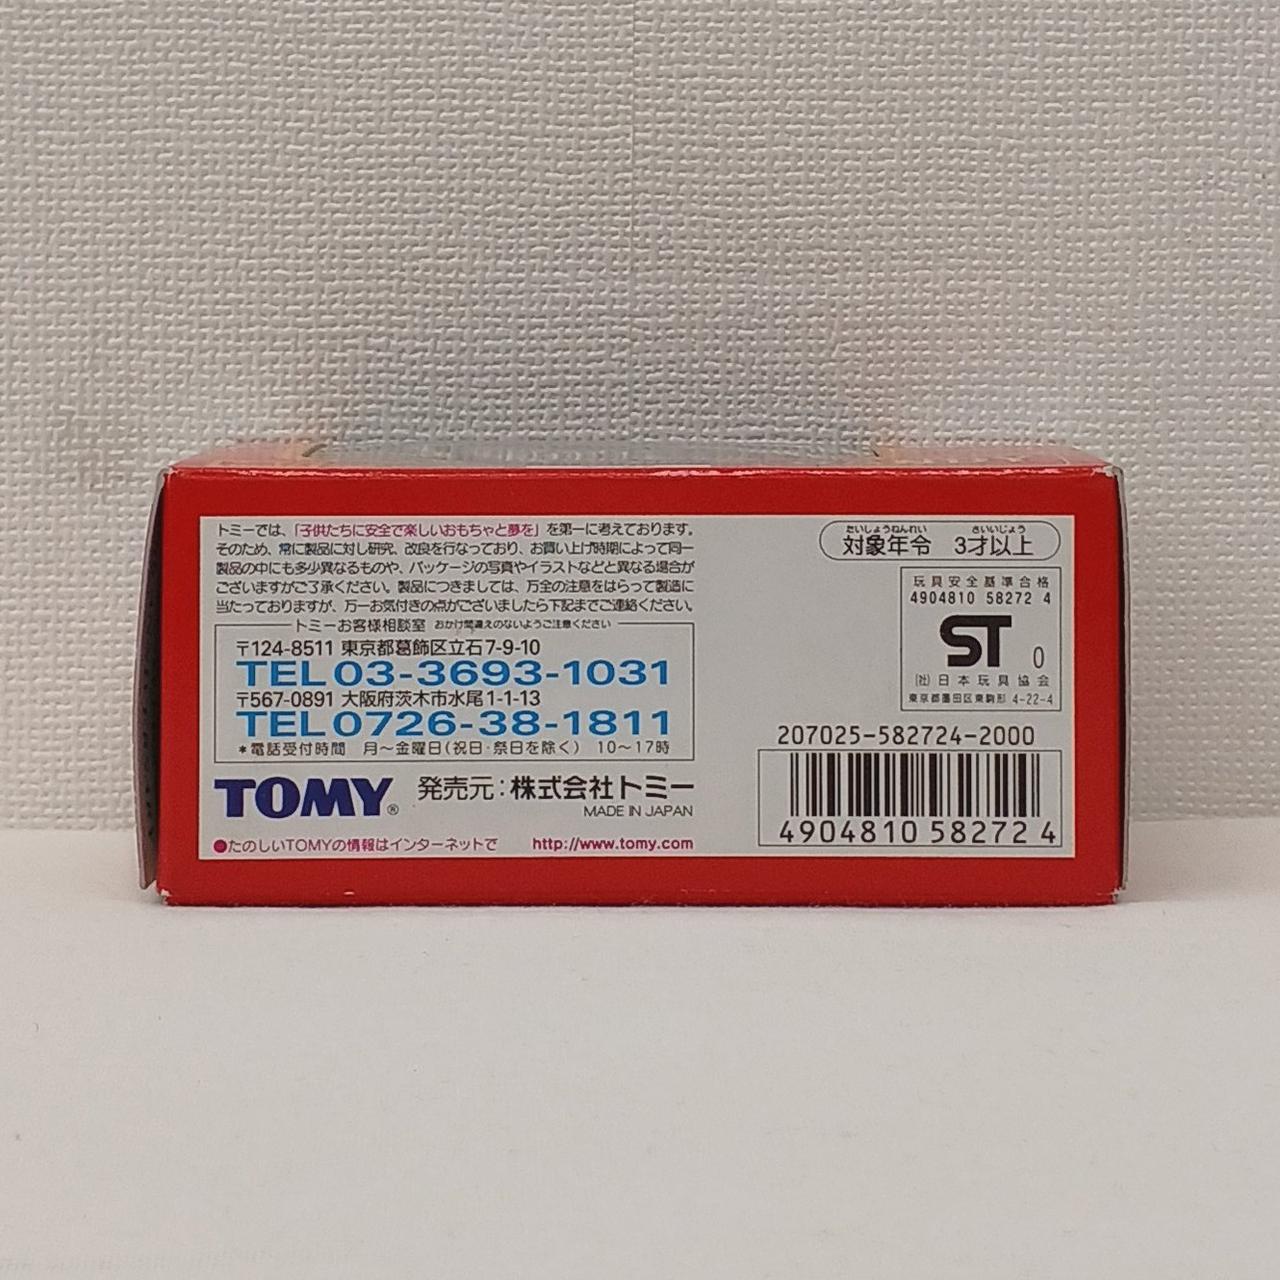 トミーでは、「子供たちに安全で楽しいおもちゃと夢を」を第一に考えております。
そのため、常に製品に対し研究、改良を行なっており、お買い上げ時期によって同一
製品の中にも多少異なるものや、パッケージの写真やイラストなどと異なる場合が
ございますがご了承ください。製品につきましては、万全の注意をはらって製造に
当たっておりますが、万一お気付きの点がございましたら下記までご連絡ください。
トミーお客様相談室 おかけ間違えのないようご注意ください
〒124-8511 東京都葛飾区立石7-9-10
TEL03-3693-1031
〒567-0891 大阪府茨木市水尾1-1-13
TEL0726-38-1811
*電話受付時間 月〜金曜日(祝日・祭日を除く) 10〜17時
TOMY® 発売元:株式会社トミー
MADE IN JAPAN
●たのしいTOMYの情報はインターネットで http://www.tomy.com
たいしょうねんれい さいいじょう
対象年令 3才以上
玩具安全基準合格
4904810 58272 4
ST 0
(社)日本玩具協会
東京都墨田区東駒形 4-22-4
207025-582724-2000
4904810 58272 4